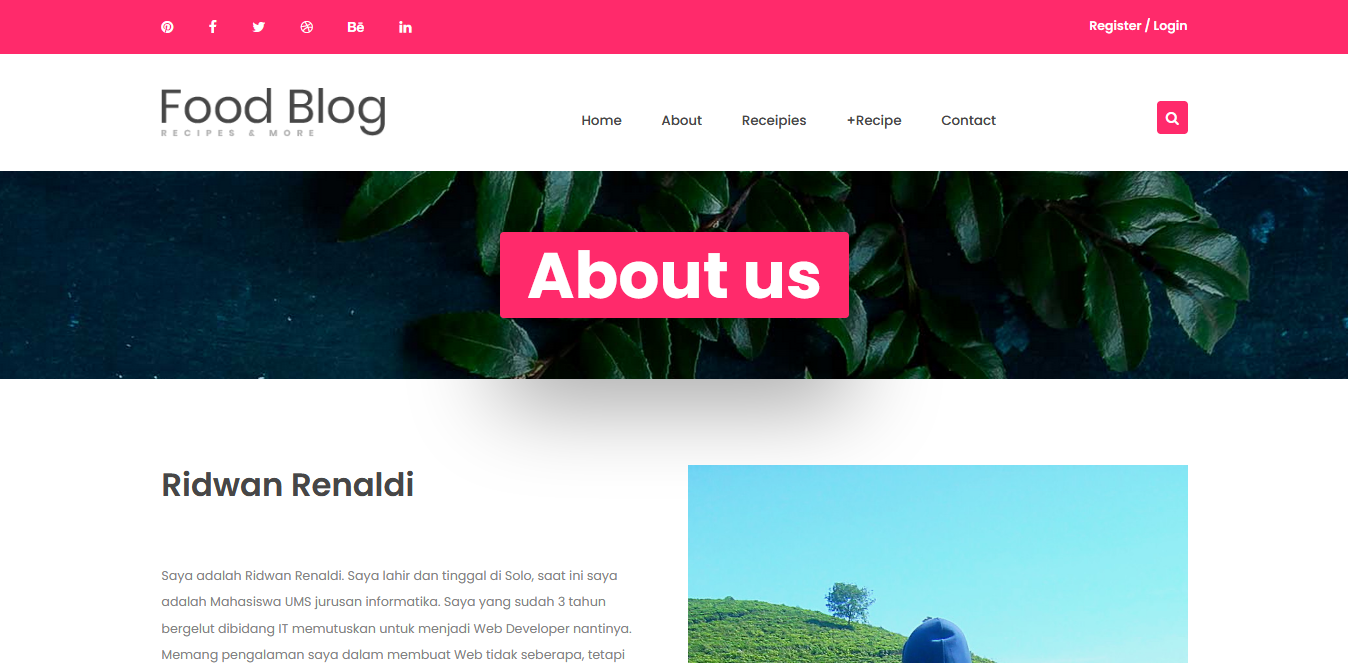 Bē
Register / Login
Food Blog
RECIPES & MORE
Home About Receipies +Recipe Contact
About us
Ridwan Renaldi
Saya adalah Ridwan Renaldi. Saya lahir dan tinggal di Solo, saat ini saya
adalah Mahasiswa UMS jurusan informatika. Saya yang sudah 3 tahun
bergelut dibidang IT memutuskan untuk menjadi Web Developer nantinya.
Memang pengalaman saya dalam membuat Web tidak seberapa, tetapi